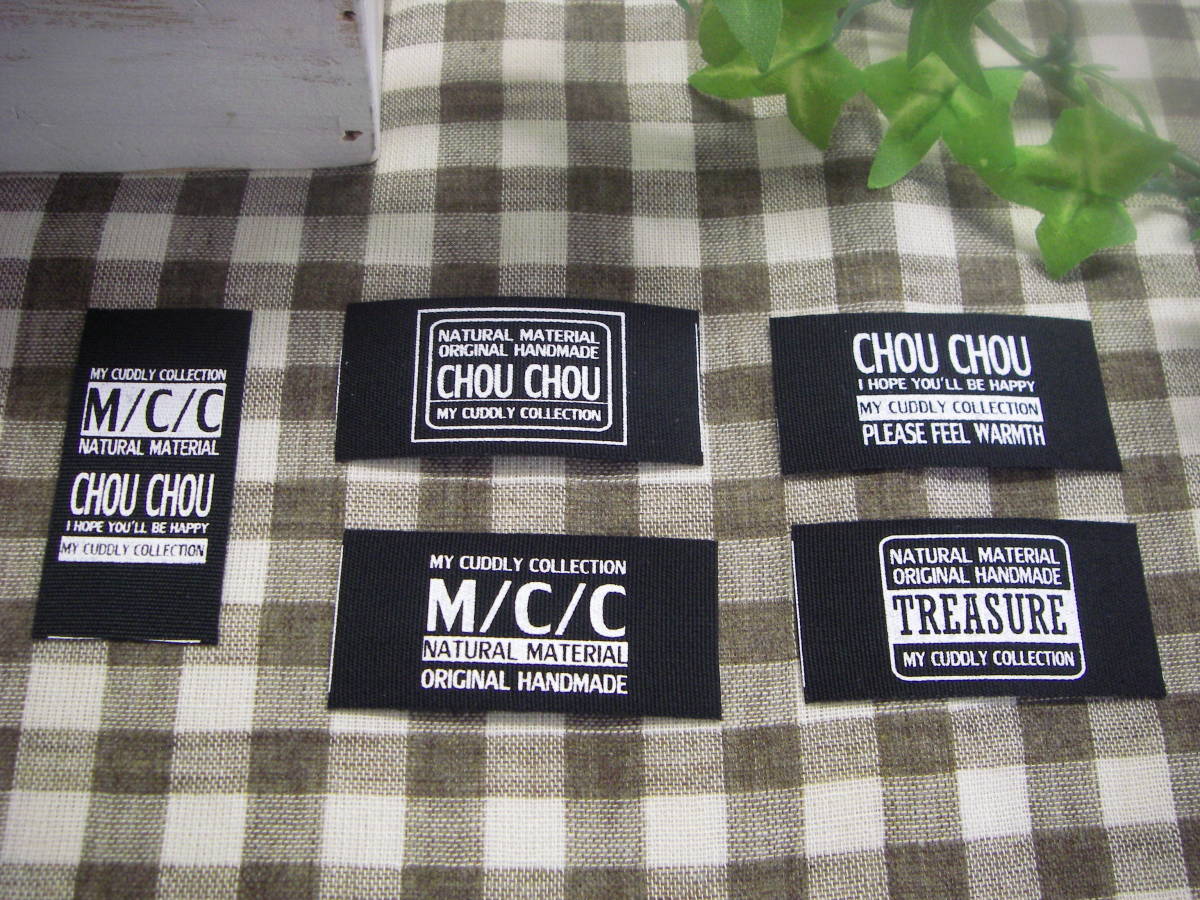 MY CUDDLY COLLECTION
M/C/C
NATURAL MATERIAL
CHOU CHOU
I HOPE YOU'LL BE HAPPY
MY CUDDLY COLLECTION
NATURAL MATERIAL
ORIGINAL HANDMADE
CHOU CHOU
MY CUDDLY COLLECTION
CHOU CHOU
I HOPE YOU'LL BE HAPPY
MY CUDDLY COLLECTION
PLEASE FEEL WARMTH
MY CUDDLY COLLECTION
M/C/C
NATURAL MATERIAL
ORIGINAL HANDMADE
NATURAL MATERIAL
ORIGINAL HANDMADE
TREASURE
MY CUDDLY COLLECTION